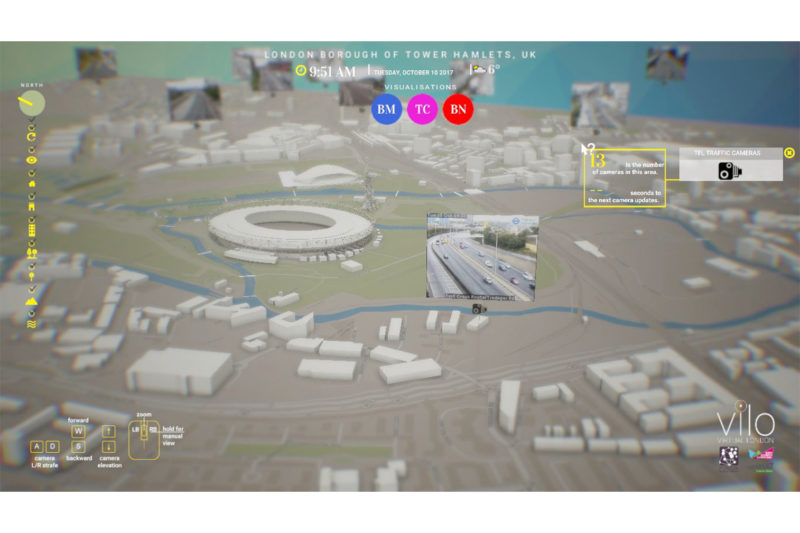 LONDON BOROUGH OF TOWER HAMLETS, UK
9:51 AM
TUESDAY, OCTOBER 10 2017
6°
VISUALISATIONS
BM
TC
BN
NORTH
?
13
is the number
of cameras in this area.
--
seconds to
the next camera updates.
TFL TRAFFIC CAMERAS
zoom
forward
W
LB
RB
hold for
manual
view
A
D
S
↑
↓
camera
L/R strafe
backward
camera
elevation
vilo
VIRTUAL LONDON